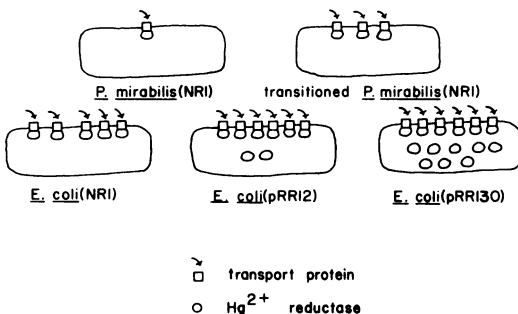 P. mirabilis(NR1)
transitioned P. mirabilis(NR1)
E. coli(NR1)
E. coli(pRR12)
E. coli(pRR130)
transport protein
Hg2+ reductase